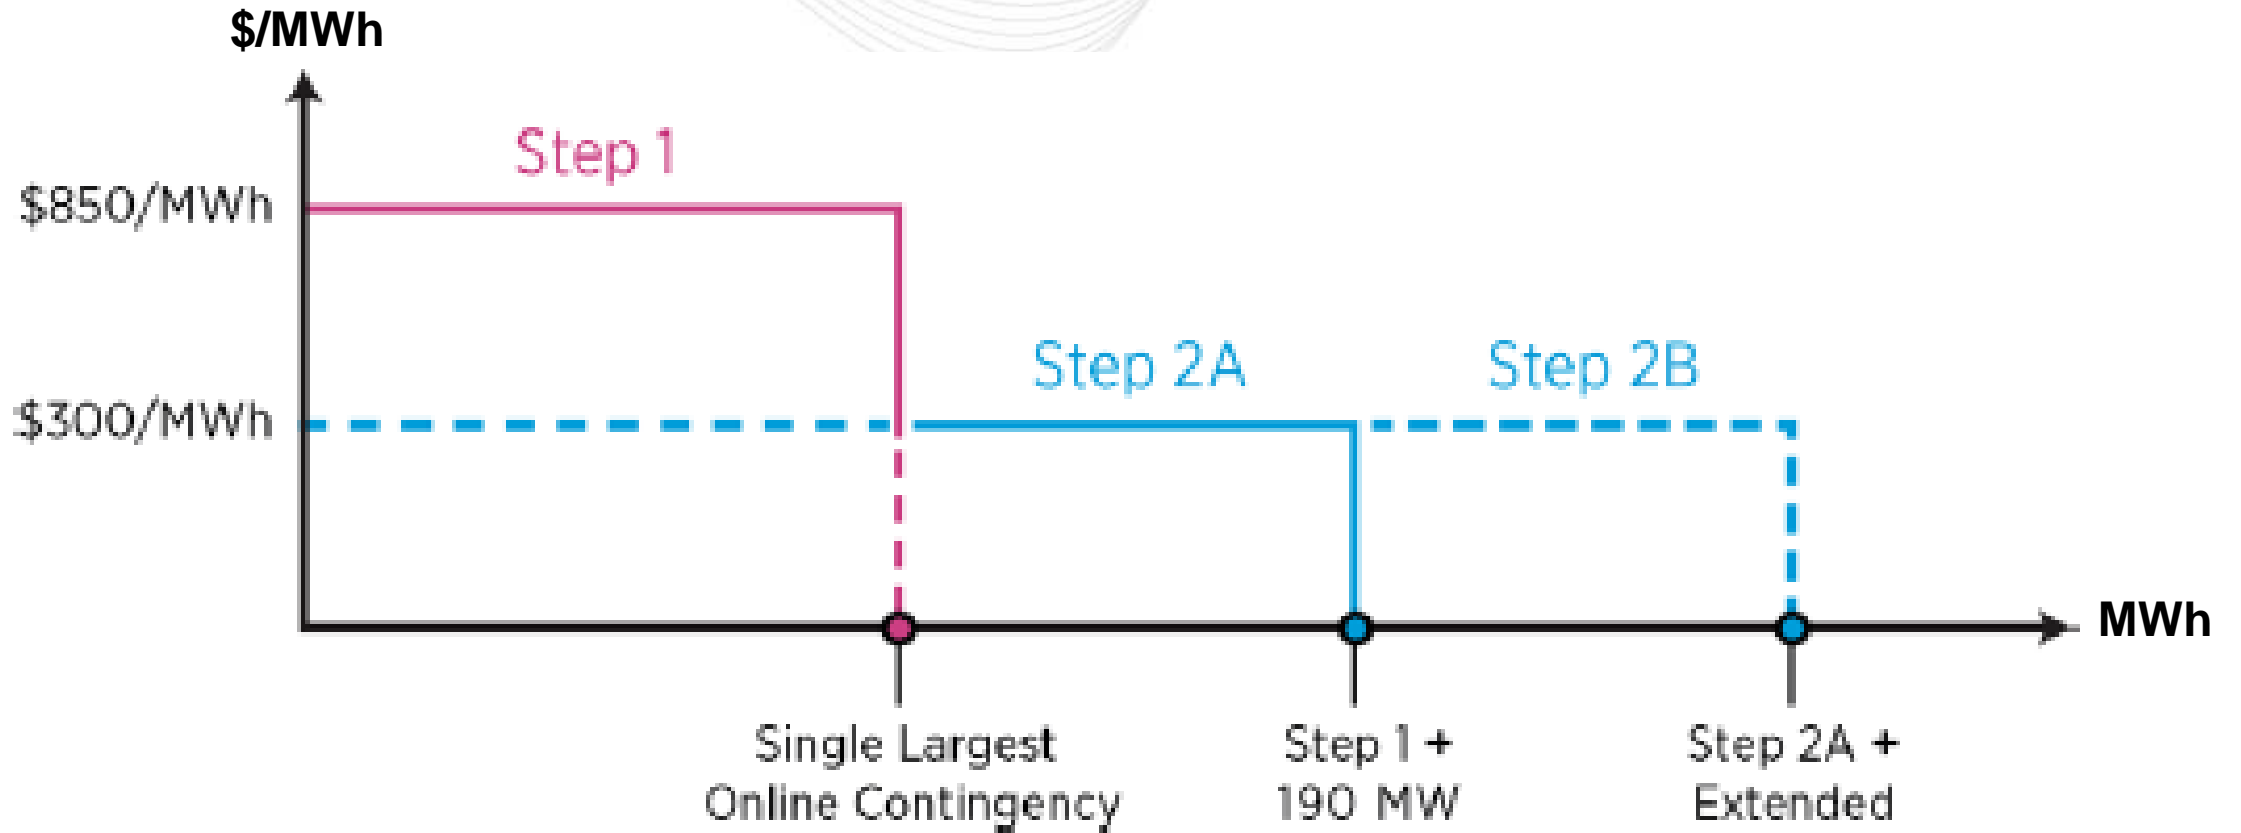 $/MWh
Step 1
$850/MWh
Step 2A
Step 2B
$300/MWh
MWh
Single Largest
Online Contingency
Step 1 +
190 MW
Step 2A +
Extended